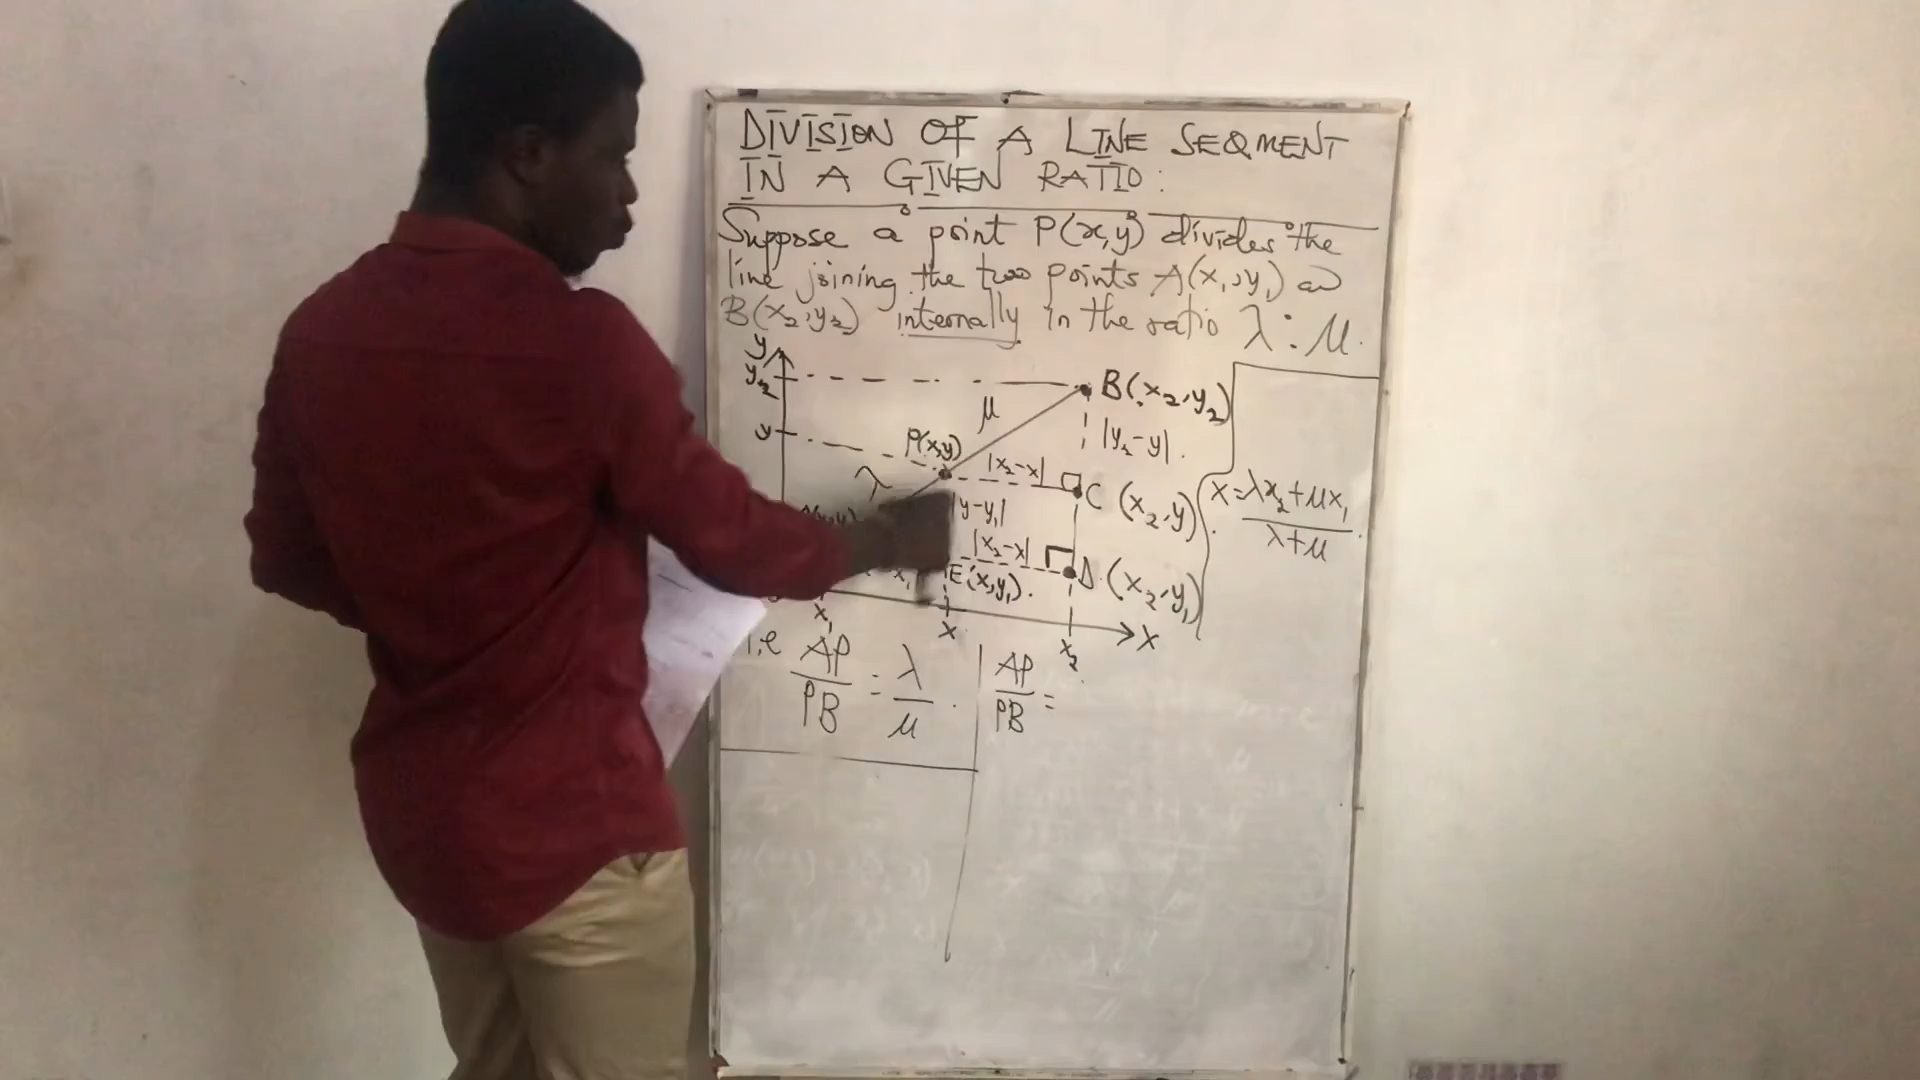 DIVISION OF A LINE SEGMENT
IN A GIVEN RATIO:
Suppose a point P(x,y) divides the
line joining the two points A(x₁,y₁) and
B(x₂,y₂) internally in the ratio λ:μ.
y
y₂
B(x₂,y₂)
μ
y
P(x,y)
|y₂-y|.
λ
|x₂-x|
C (x₂,y)
x=λx₂+μx₁
λ+μ
|y-y₁|
|x₂-x|
E(x,y₁).
D (x₂,y₁)
x₁
x
x₂
X
i.e AP/PB = λ/μ.
AP/PB =